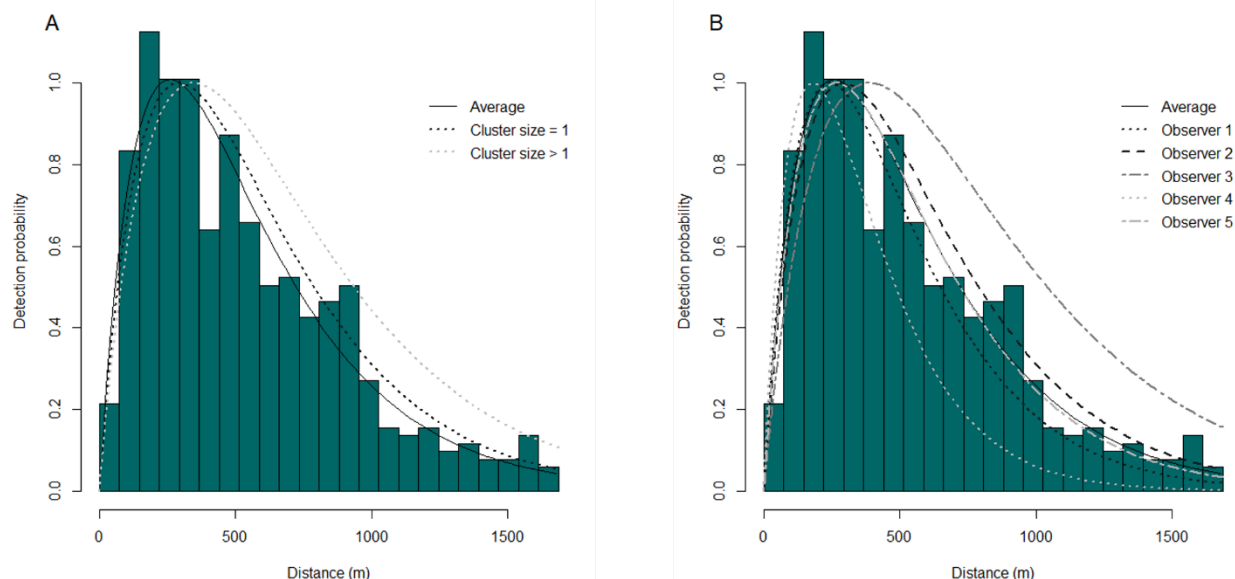 A
1.0
0.8
0.6
0.4
0.2
0.0
Detection probability
0
500
1000
1500
Distance (m)
Average
Cluster size = 1
Cluster size > 1
B
1.0
0.8
0.6
0.4
0.2
0.0
Detection probability
0
500
1000
1500
Distance (m)
Average
Observer 1
Observer 2
Observer 3
Observer 4
Observer 5